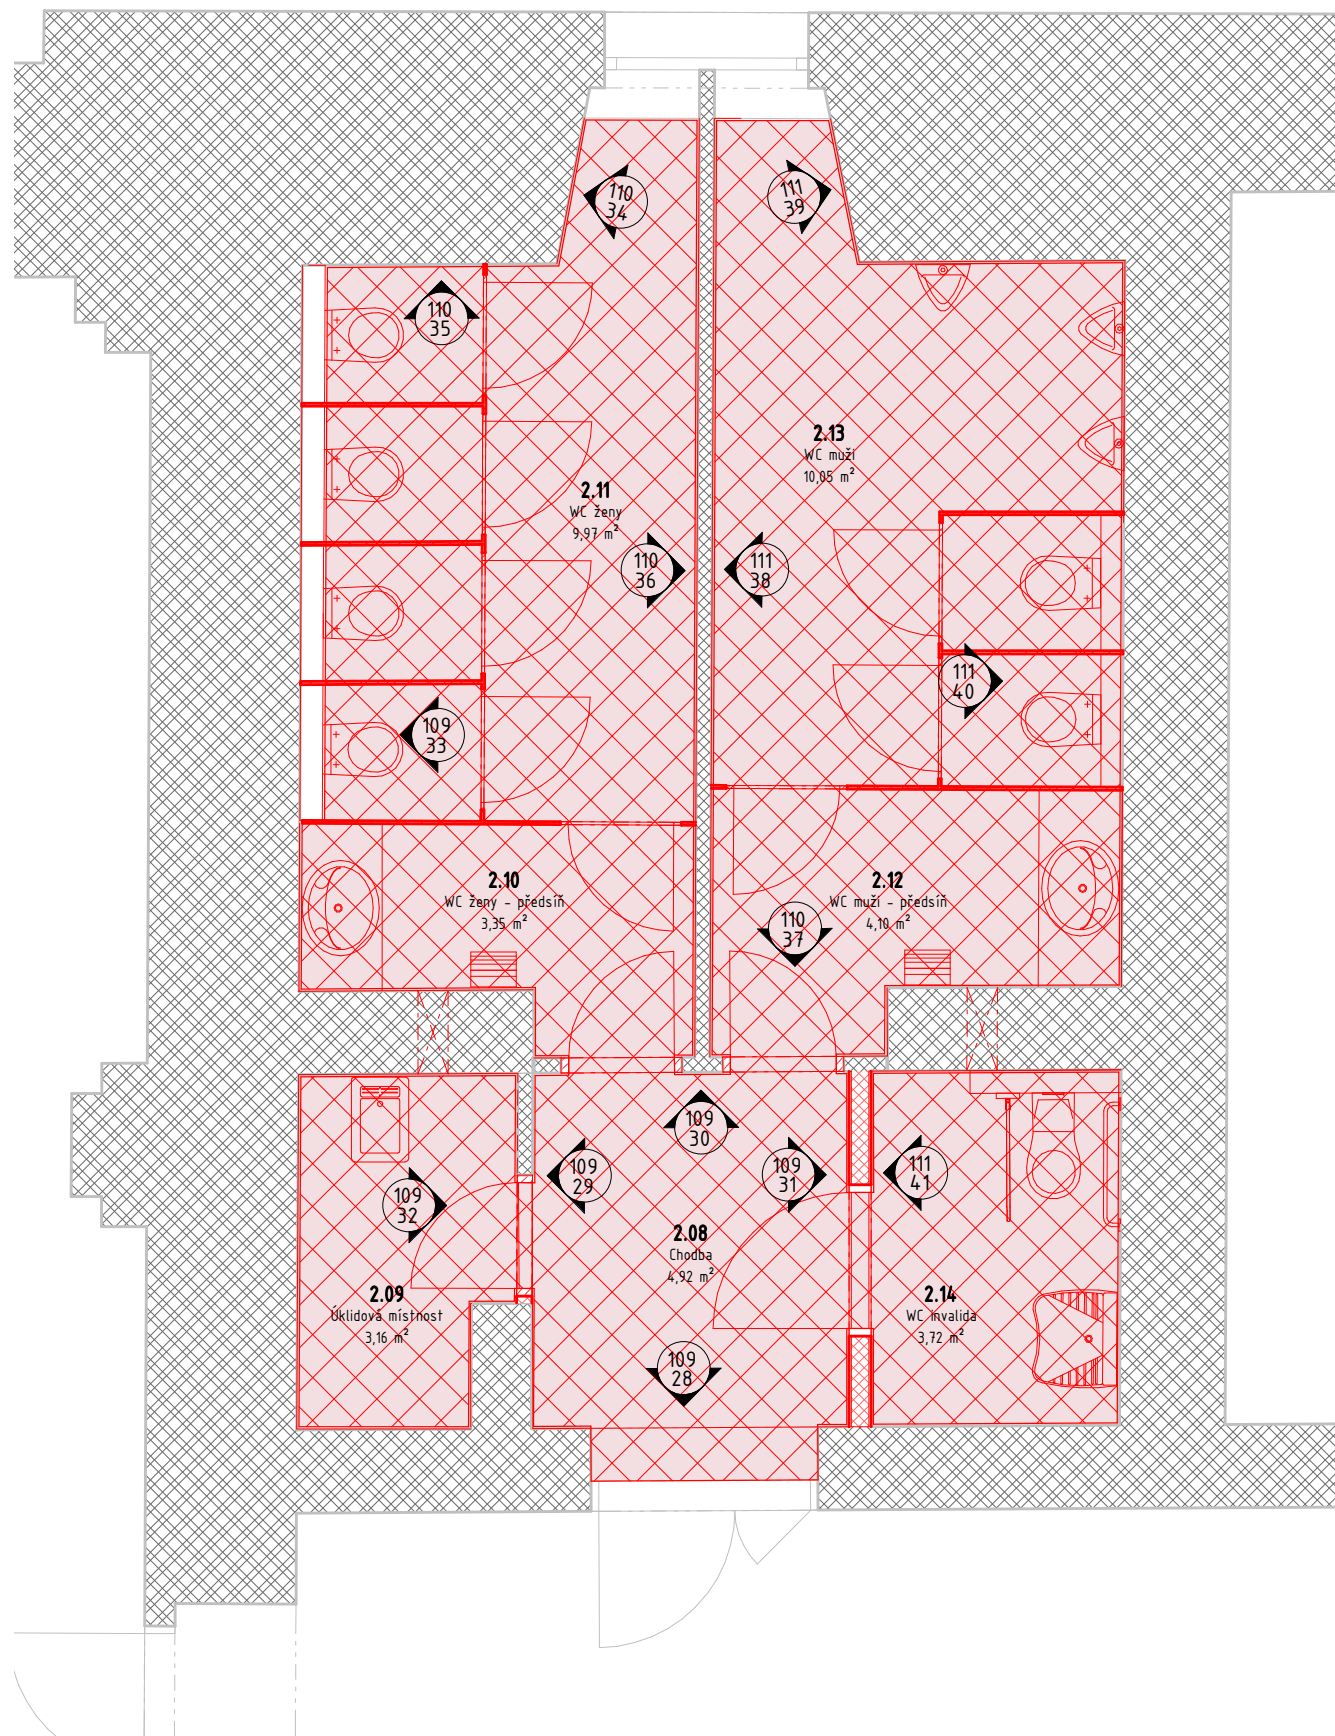 110
34
111
39
110
35
2.13
WC muži
10,05 m²
2.11
WC ženy
9,97 m²
110
36
111
38
111
40
109
33
2.10
WC ženy - předsíň
3,35 m²
2.12
WC muži - předsíň
4,10 m²
110
37
109
30
109
29
109
31
111
41
109
32
2.08
Chodba
4,92 m²
2.09
Úklidová místnost
3,16 m²
2.14
WC invalida
3,72 m²
109
28